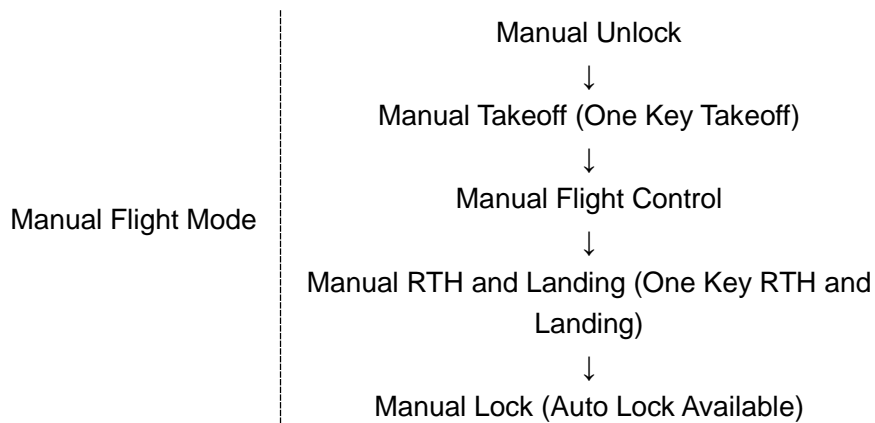 Manual Unlock
↓
Manual Takeoff (One Key Takeoff)
↓
Manual Flight Control
Manual Flight Mode
↓
Manual RTH and Landing (One Key RTH and
Landing)
↓
Manual Lock (Auto Lock Available)